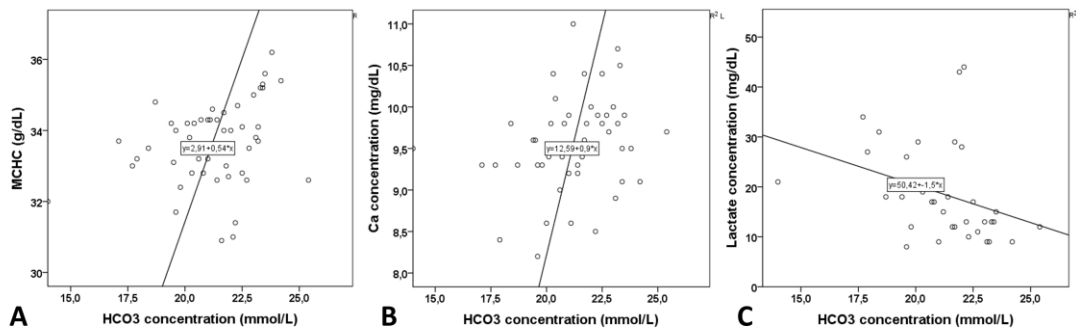 MCHC (g/dL)
36
34
32
30
15,0 17,5 20,0 22,5 25,0
HCO3 concentration (mmol/L)
y=2,91+0,54*x
R
A
Ca concentration (mg/dL)
11,0
10,5
10,0
9,5
9,0
8,5
8,0
15,0 17,5 20,0 22,5 25,0
HCO3 concentration (mmol/L)
y=12,59+0,9*x
R² L
B
Lactate concentration (mg/dL)
50
40
30
20
10
0
15,0 17,5 20,0 22,5 25,0
HCO3 concentration (mmol/L)
y=50,42+-1,5*x
R²
C